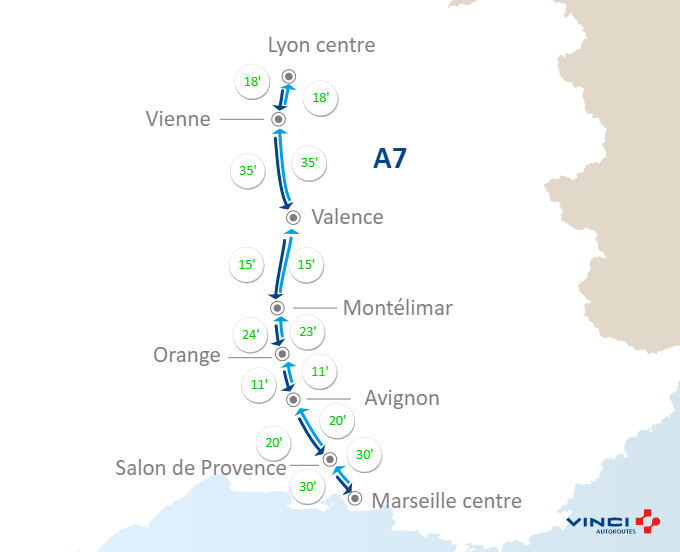 Lyon centre
18'
18'
Vienne
A7
35'
35'
Valence
15'
15'
Montélimar
24'
23'
Orange
11'
11'
Avignon
20'
20'
30'
Salon de Provence
30'
Marseille centre
VINCI
AUTOROUTES